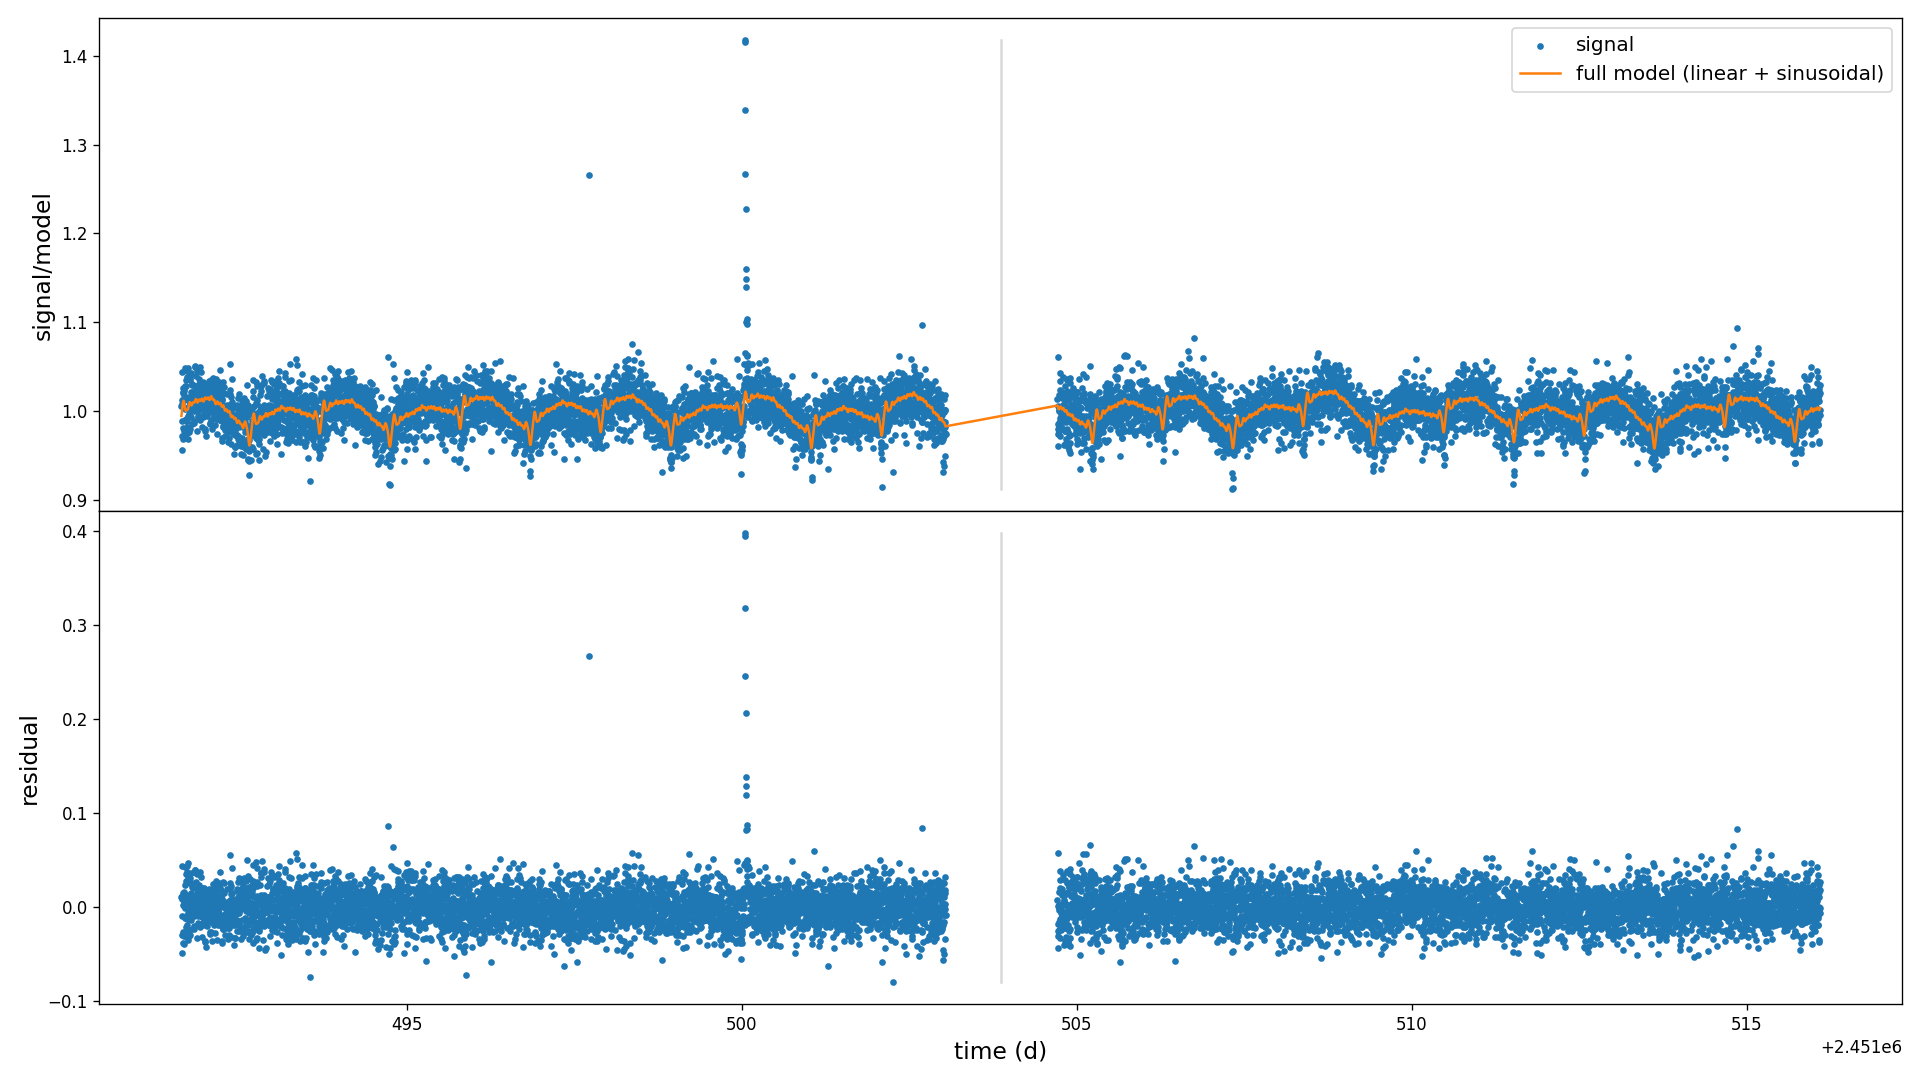 signal
full model (linear + sinusoidal)
1.4
1.3
1.2
1.1
1.0
0.9
signal/model
0.4
0.3
0.2
0.1
0.0
−0.1
residual
495
500
505
510
515
+2.451e6
time (d)